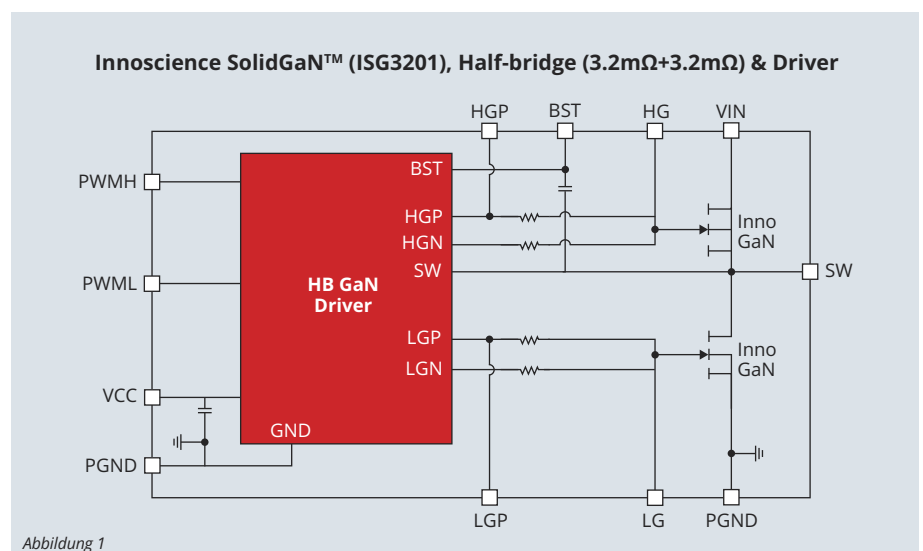 Innoscience SolidGaN™ (ISG3201), Half-bridge (3.2mΩ+3.2mΩ) & Driver
HGP BST HG VIN
PWMH
PWML
VCC
PGND
BST
HGP
HGN
SW
HB GaN
Driver
LGP
LGN
GND
Inno
GaN
SW
Inno
GaN
LGP LG PGND
Abbildung 1